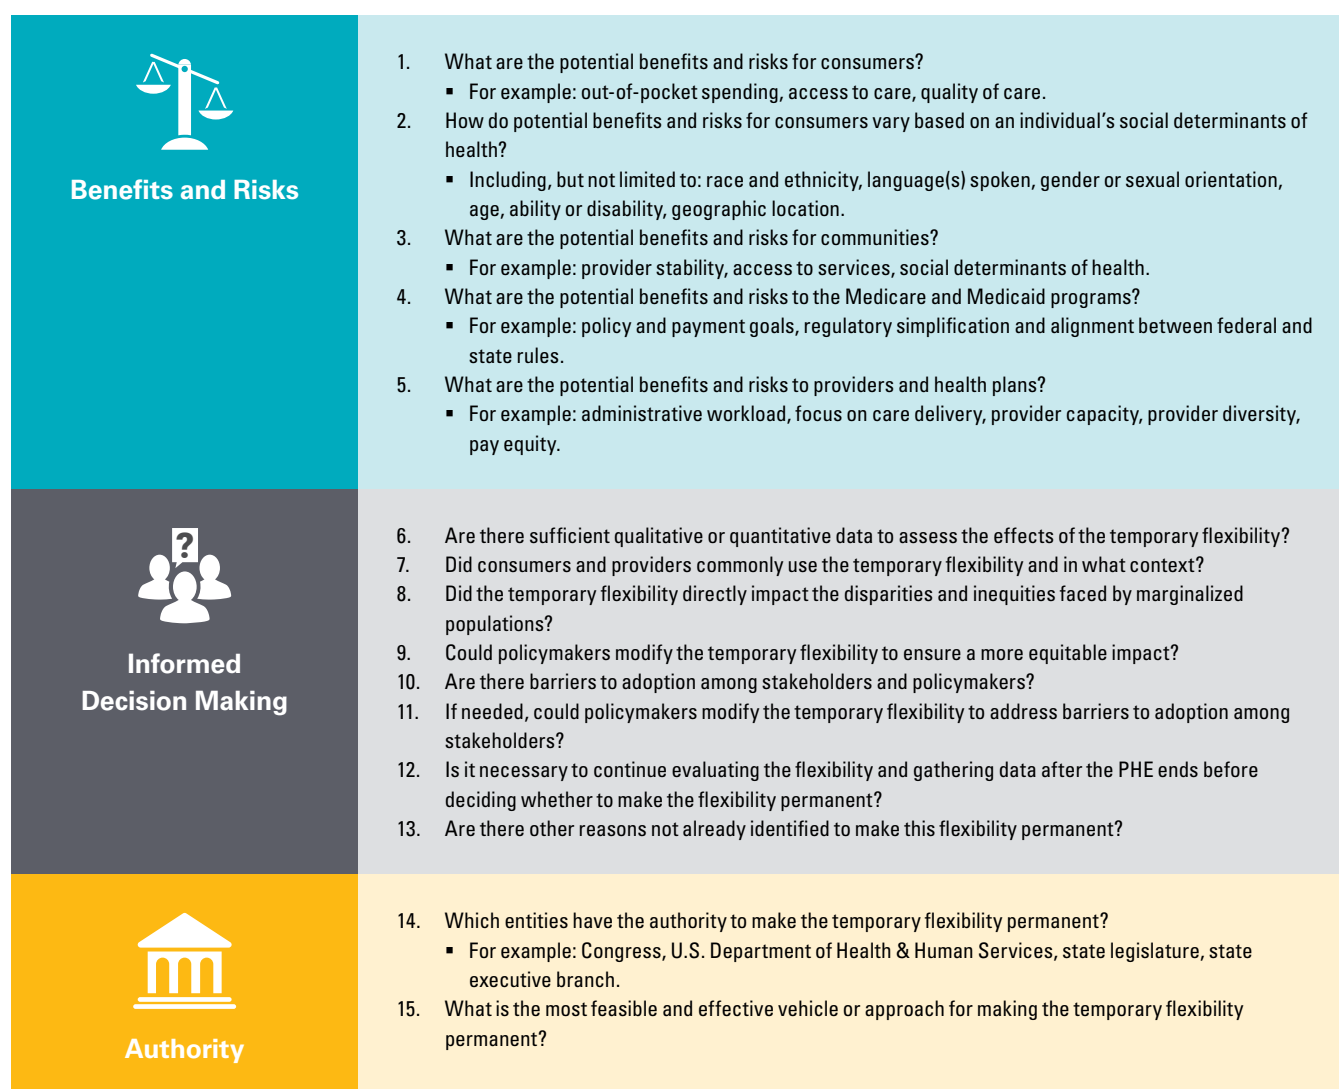 Benefits and Risks
1. What are the potential benefits and risks for consumers?
▪ For example: out-of-pocket spending, access to care, quality of care.
2. How do potential benefits and risks for consumers vary based on an individual’s social determinants of
health?
▪ Including, but not limited to: race and ethnicity, language(s) spoken, gender or sexual orientation,
age, ability or disability, geographic location.
3. What are the potential benefits and risks for communities?
▪ For example: provider stability, access to services, social determinants of health.
4. What are the potential benefits and risks to the Medicare and Medicaid programs?
▪ For example: policy and payment goals, regulatory simplification and alignment between federal and
state rules.
5. What are the potential benefits and risks to providers and health plans?
▪ For example: administrative workload, focus on care delivery, provider capacity, provider diversity,
pay equity.
?
Informed
Decision Making
6. Are there sufficient qualitative or quantitative data to assess the effects of the temporary flexibility?
7. Did consumers and providers commonly use the temporary flexibility and in what context?
8. Did the temporary flexibility directly impact the disparities and inequities faced by marginalized
populations?
9. Could policymakers modify the temporary flexibility to ensure a more equitable impact?
10. Are there barriers to adoption among stakeholders and policymakers?
11. If needed, could policymakers modify the temporary flexibility to address barriers to adoption among
stakeholders?
12. Is it necessary to continue evaluating the flexibility and gathering data after the PHE ends before
deciding whether to make the flexibility permanent?
13. Are there other reasons not already identified to make this flexibility permanent?
Authority
14. Which entities have the authority to make the temporary flexibility permanent?
▪ For example: Congress, U.S. Department of Health & Human Services, state legislature, state
executive branch.
15. What is the most feasible and effective vehicle or approach for making the temporary flexibility
permanent?